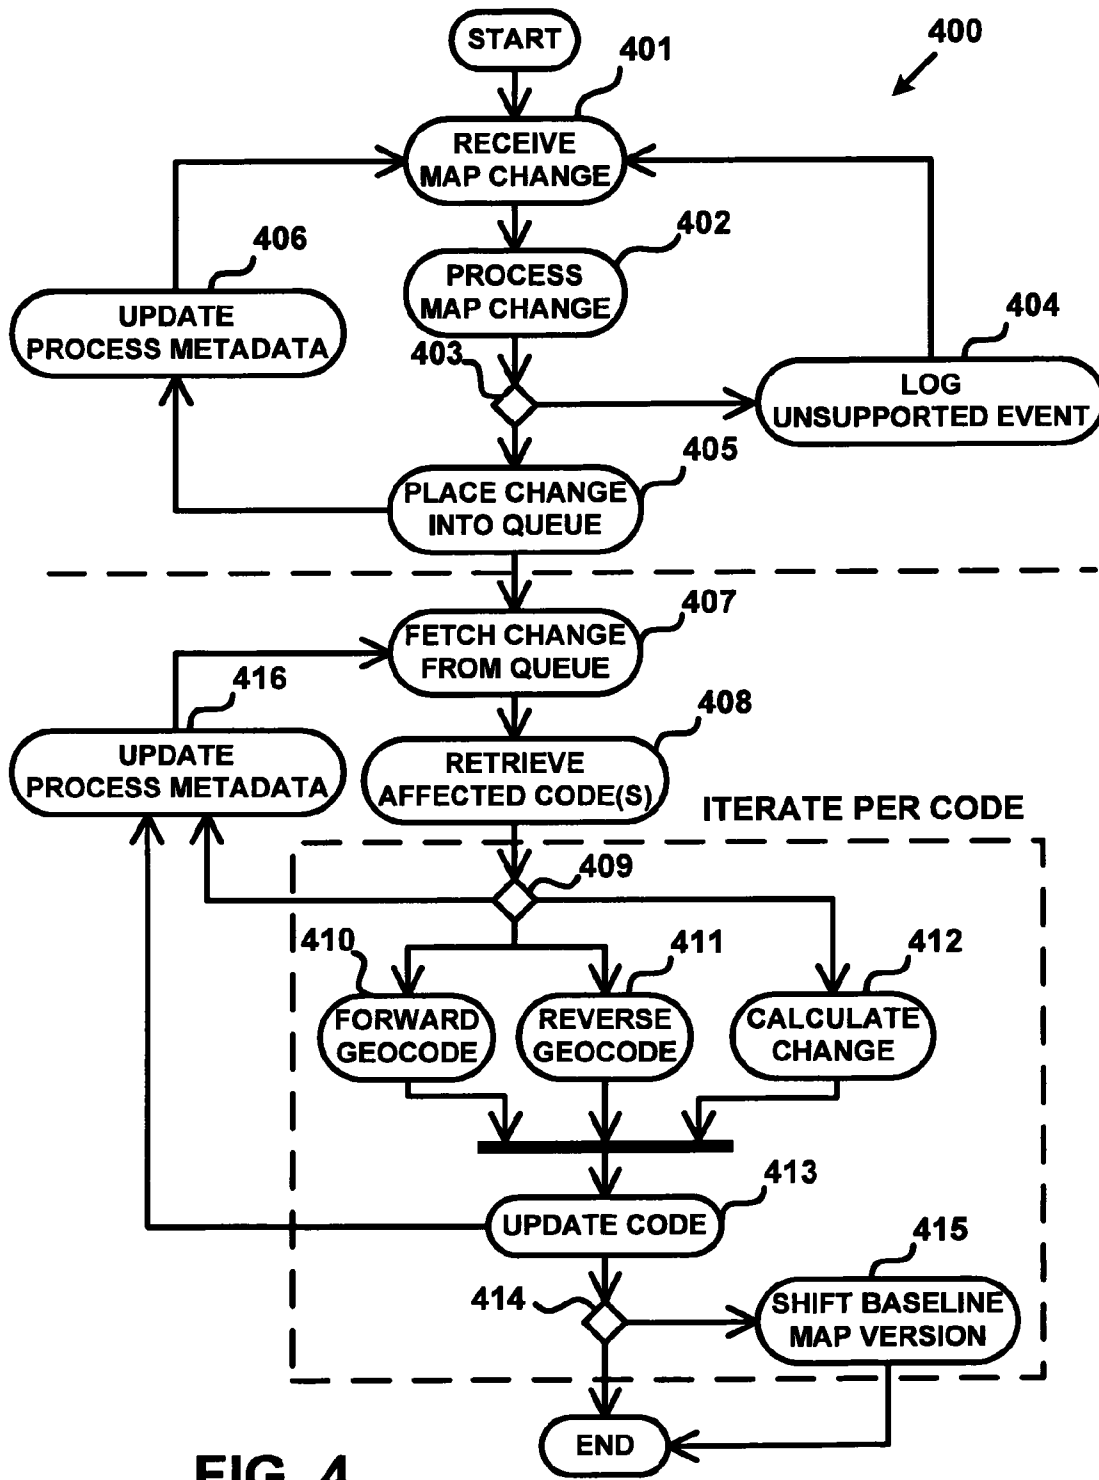 START
400
401
RECEIVE
MAP CHANGE
402
406
PROCESS
MAP CHANGE
UPDATE
PROCESS METADATA
404
403
LOG
UNSUPPORTED EVENT
405
PLACE CHANGE
INTO QUEUE
407
FETCH CHANGE
FROM QUEUE
416
408
UPDATE
PROCESS METADATA
RETRIEVE
AFFECTED CODE(S)
ITERATE PER CODE
409
410
411
412
FORWARD
GEOCODE
REVERSE
GEOCODE
CALCULATE
CHANGE
413
UPDATE CODE
415
414
SHIFT BASELINE
MAP VERSION
END
FIG. 4